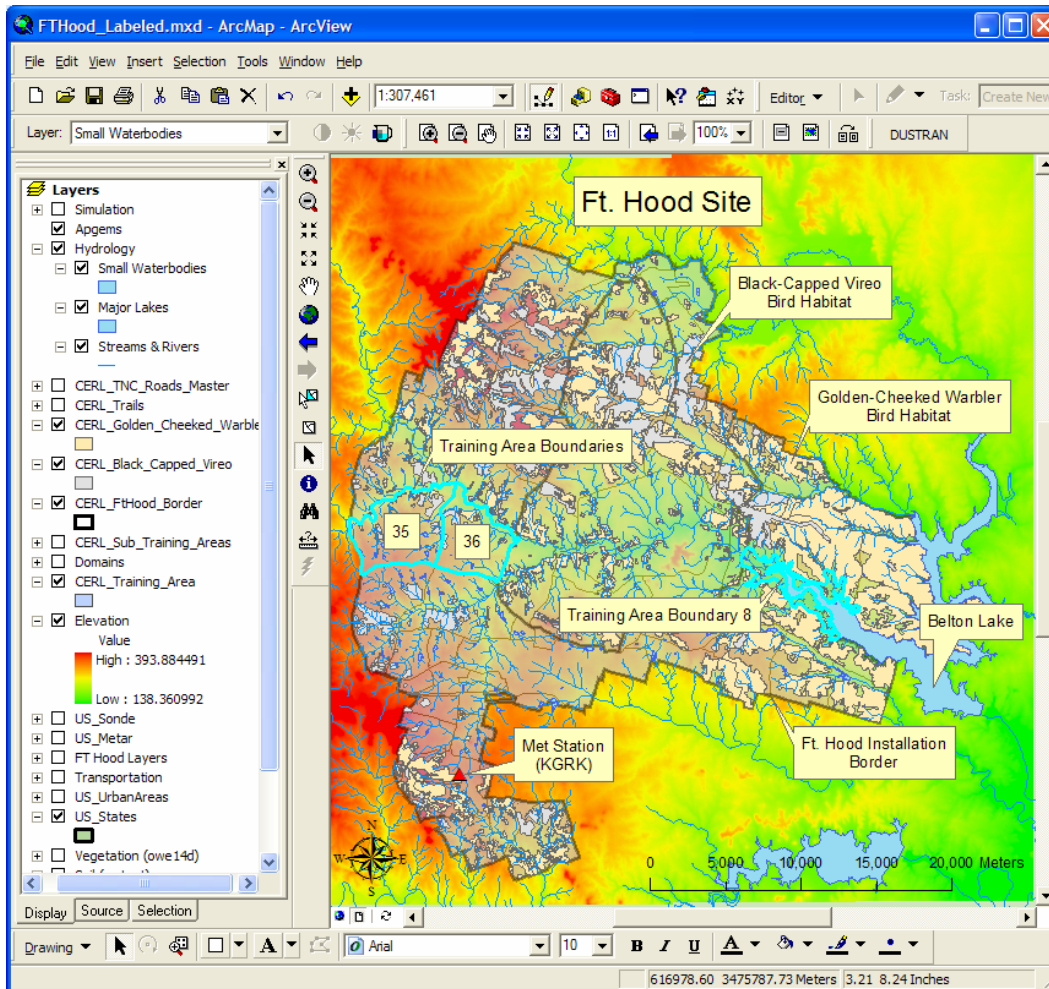 FTHood_Labeled.mxd - ArcMap - ArcView
File Edit View Insert Selection Tools Window Help
1:307,461 Editor Task: Create New
Layer: Small Waterbodies 100% DUSTRAN
Layers
Simulation
Apgems
Hydrology
Small Waterbodies
Major Lakes
Streams & Rivers
CERL_TNC_Roads_Master
CERL_Trails
CERL_Golden_Cheeked_Warble
CERL_Black_Capped_Vireo
CERL_FtHood_Border
CERL_Sub_Training_Areas
Domains
CERL_Training_Area
Elevation
Value
High : 393.884491
Low : 138.360992
US_Sonde
US_Metar
FT Hood Layers
Transportation
US_UrbanAreas
US_States
Vegetation (owe14d)
Display Source Selection
Ft. Hood Site
Black-Capped Vireo
Bird Habitat
Golden-Cheeked Warbler
Bird Habitat
Training Area Boundaries
35
36
Training Area Boundary 8
Belton Lake
Ft. Hood Installation
Border
Met Station
(KGRK)
N
W E
S
0 5,000 10,000 15,000 20,000 Meters
Drawing A Arial 10 B I U A
616978.60 3475787.73 Meters 3.21 8.24 Inches